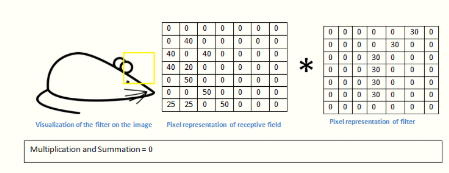 0 0 0 0 0 0 0
0 40 0 0 0 0 0
40 0 40 0 0 0 0
40 20 0 0 0 0 0
0 50 0 0 0 0 0
0 0 50 0 0 0 0
25 25 0 50 0 0 0
*
0 0 0 0 0 30 0
0 0 0 0 30 0 0
0 0 0 30 0 0 0
0 0 0 30 0 0 0
0 0 0 30 0 0 0
0 0 0 30 0 0 0
0 0 0 0 0 0 0
Visualization of the filter on the image
Pixel representation of receptive field
Pixel representation of filter
Multiplication and Summation = 0